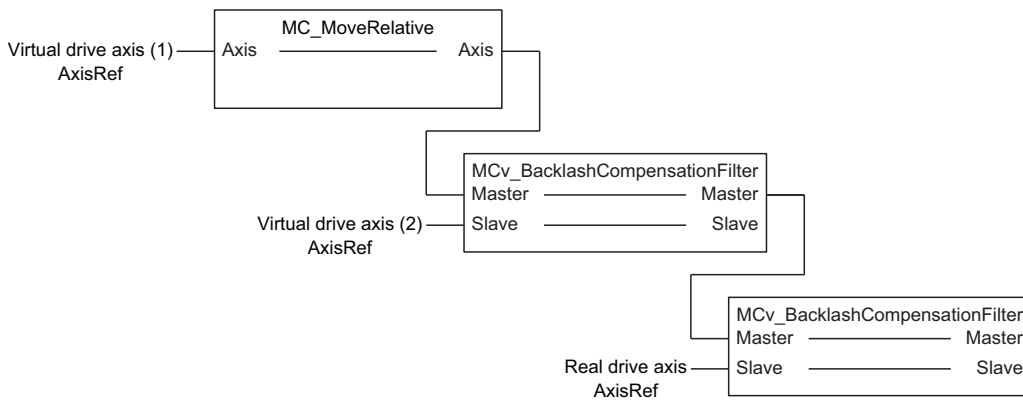 MC_MoveRelative
Virtual drive axis (1)
AxisRef
Axis Axis
MCv_BacklashCompensationFilter
Master Master
Virtual drive axis (2)
AxisRef
Slave Slave
MCv_BacklashCompensationFilter
Master Master
Real drive axis
AxisRef
Slave Slave